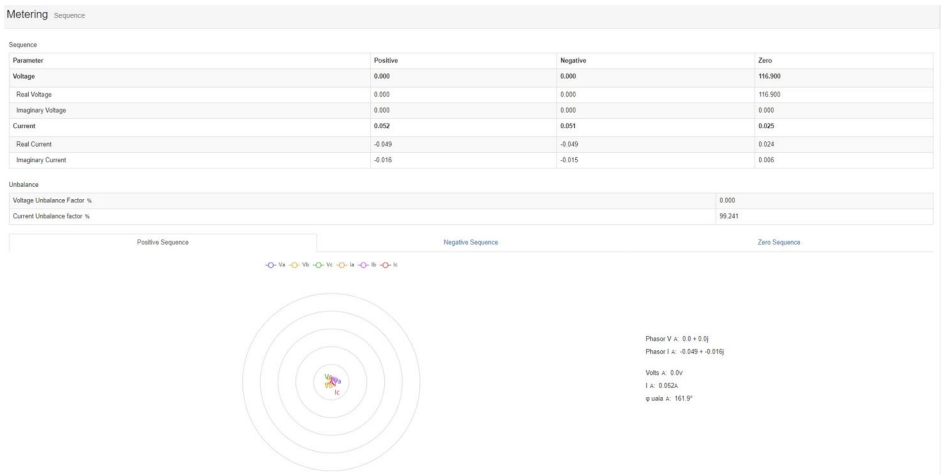 Metering Sequence
Sequence
Parameter Positive Negative Zero
Voltage 0.000 0.000 116.900
Real Voltage 0.000 0.000 116.900
Imaginary Voltage 0.000 0.000 0.000
Current 0.052 0.051 0.025
Real Current -0.049 -0.049 0.024
Imaginary Current -0.016 -0.015 0.006
Unbalance
Voltage Unbalance Factor % 0.000
Current Unbalance factor % 99.241
Positive Sequence Negative Sequence Zero Sequence
Va Vb Vc Ia Ib Ic
Phasor V A: 0.0 + 0.0j
Phasor I A: -0.049 + -0.016j
Volts A: 0.0V
I A: 0.052A
φ uaia A: 161.9°
Ic